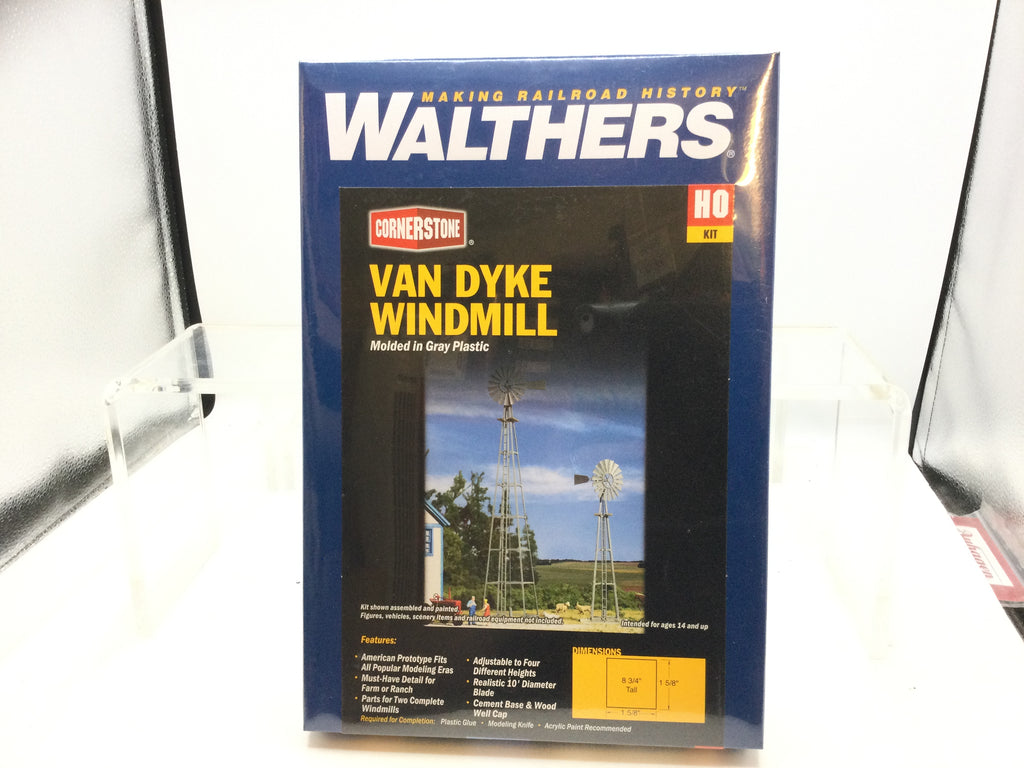 MAKING RAILROAD HISTORY™
WALTHERS®
HO
KIT
CORNERSTONE®
VAN DYKE
WINDMILL
Molded in Gray Plastic
Kit shown assembled and painted.
Figures, vehicles, scenery items and railroad equipment not included.
Intended for ages 14 and up
Features:
• American Prototype Fits
All Popular Modeling Eras
• Must-Have Detail for
Farm or Ranch
• Parts for Two Complete
Windmills
• Adjustable to Four
Different Heights
• Realistic 10' Diameter
Blade
• Cement Base & Wood
Well Cap
DIMENSIONS
8 3/4"
Tall
1 5/8"
1 5/8"
Required for Completion: Plastic Glue • Modeling Knife • Acrylic Paint Recommended